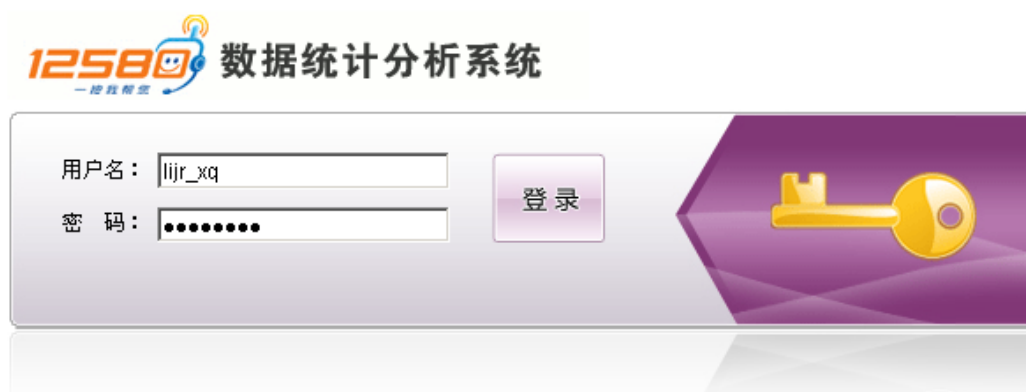 12580 数据统计分析系统
一按我帮您
用户名： lijr_xq
密 码： ●●●●●●●●
登录